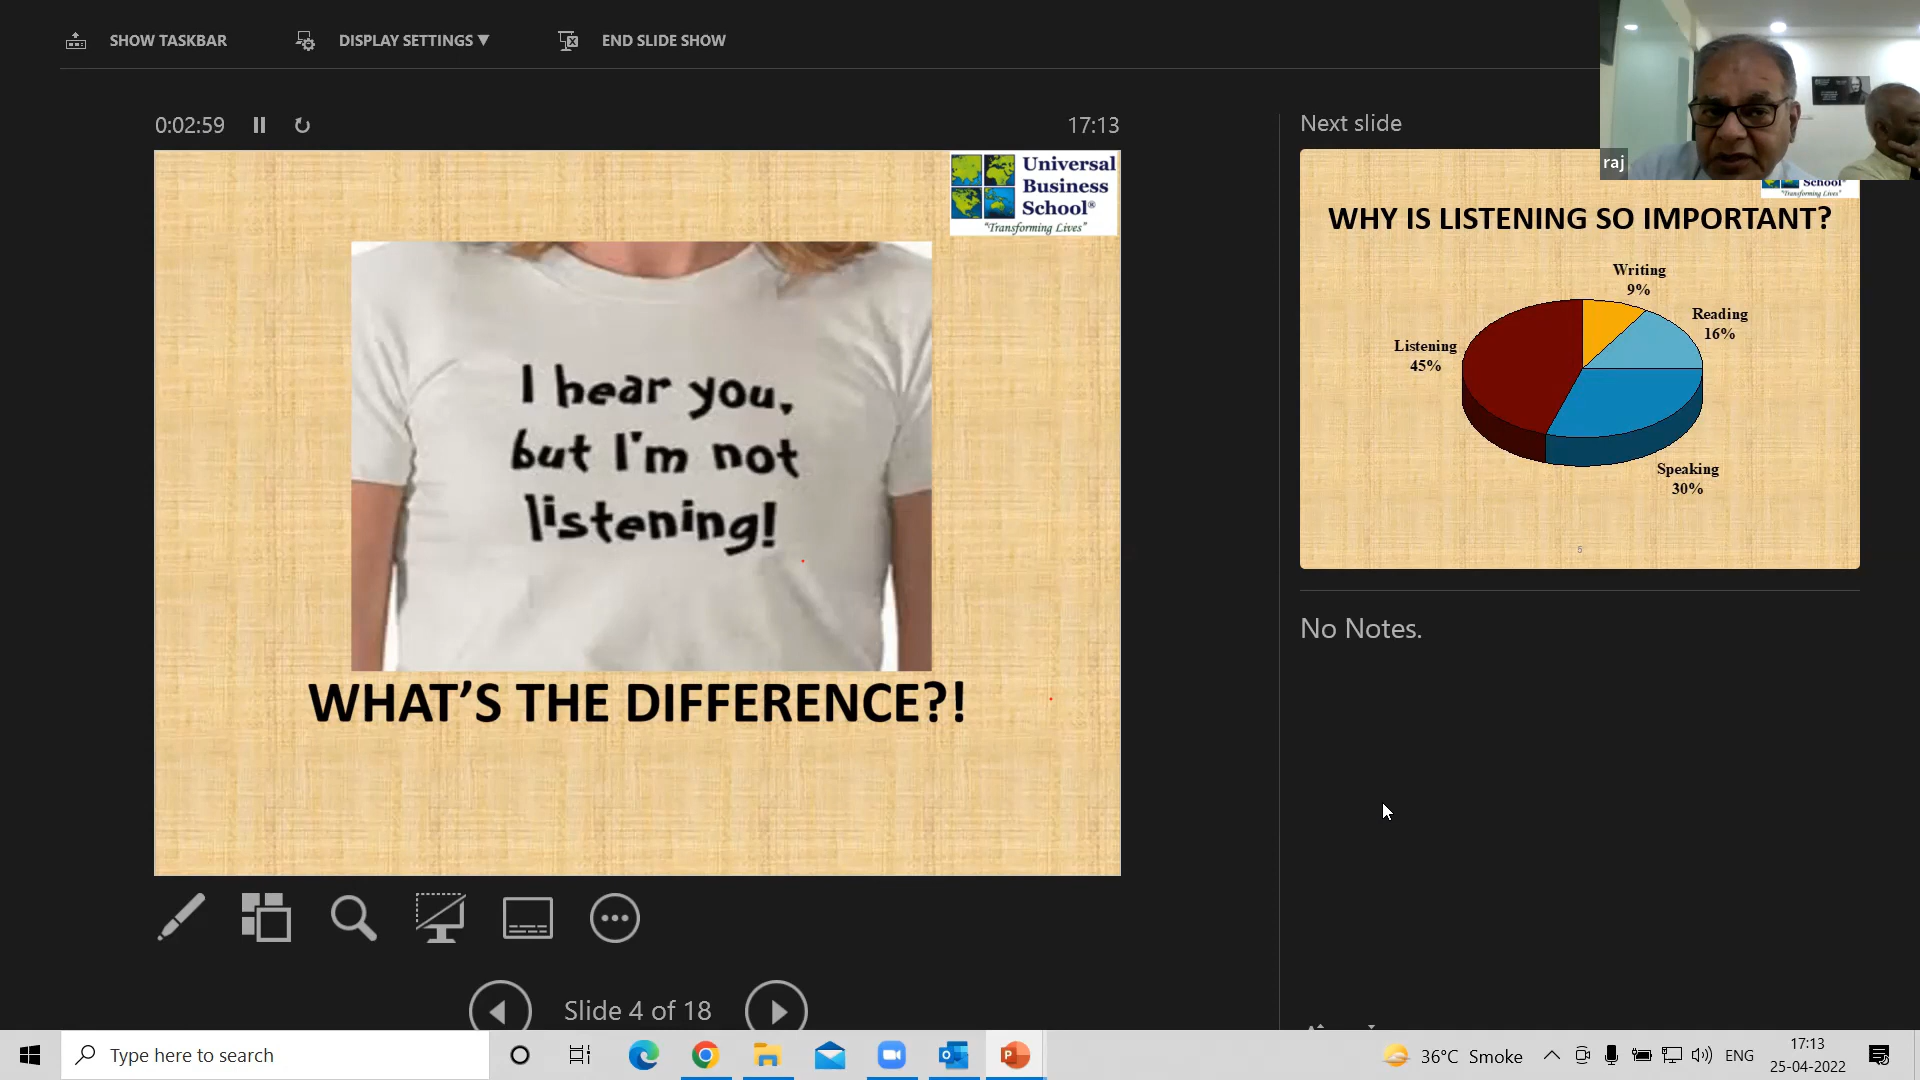 SHOW TASKBAR
DISPLAY SETTINGS ▼
END SLIDE SHOW
0:02:59
17:13
Universal
Business
School®
"Transforming Lives"
I hear you,
but I'm not
listening!
WHAT'S THE DIFFERENCE?!
Slide 4 of 18
Next slide
raj
School®
"Transforming Lives"
WHY IS LISTENING SO IMPORTANT?
Writing
9%
Reading
16%
Listening
45%
Speaking
30%
5
No Notes.
Type here to search
36°C Smoke
ENG
17:13
25-04-2022